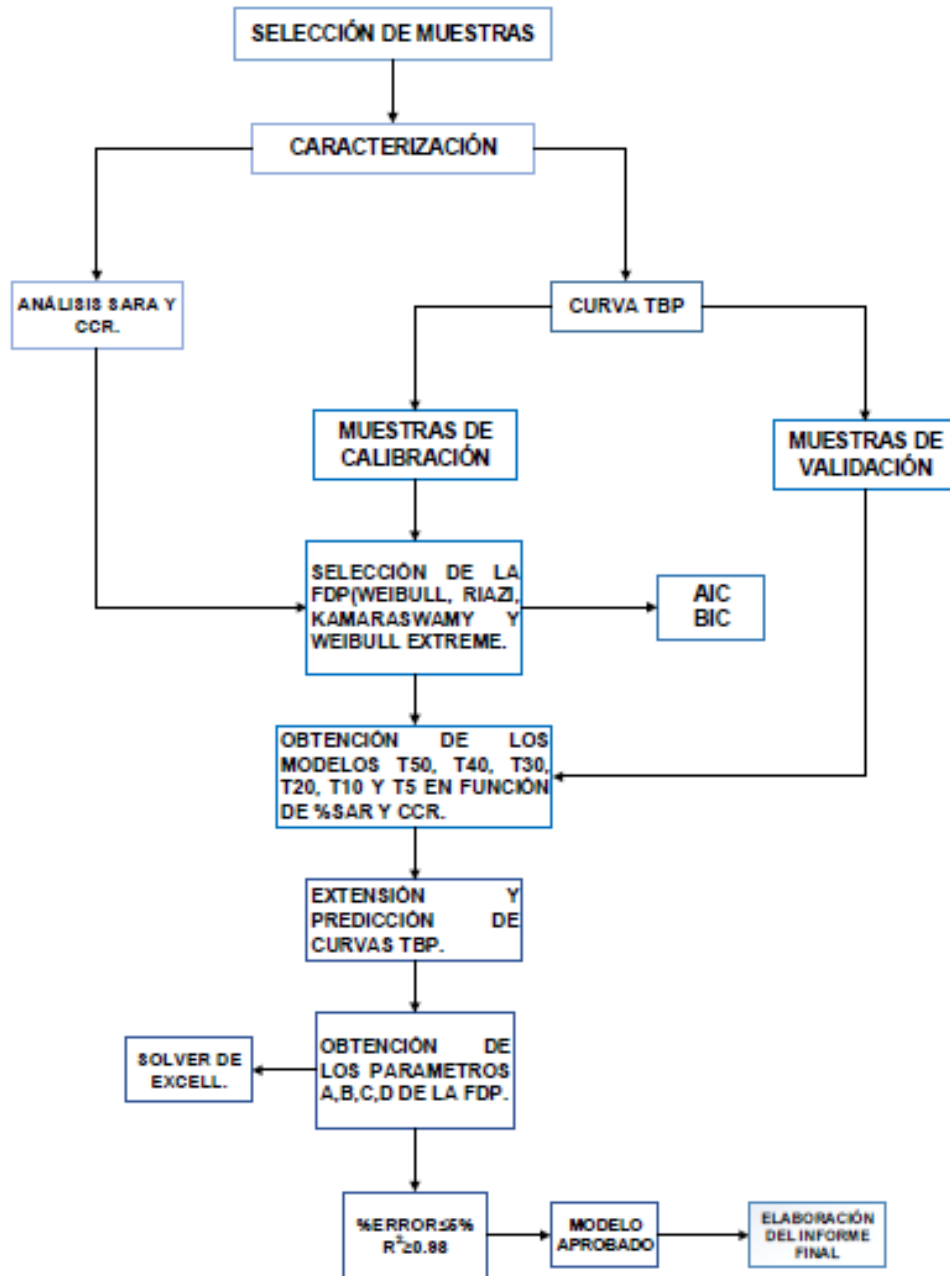 SELECCIÓN DE MUESTRAS
CARACTERIZACIÓN
ANÁLISIS SARA Y
CCR.
CURVA TBP
MUESTRAS DE
CALIBRACIÓN
MUESTRAS DE
VALIDACIÓN
SELECCIÓN DE LA
FDP(WEIBULL, RIAZI,
KAMARASWAMY Y
WEIBULL EXTREME.
AIC
BIC
OBTENCIÓN DE LOS
MODELOS T50, T40, T30,
T20, T10 Y T5 EN FUNCIÓN
DE %SAR Y CCR.
EXTENSIÓN Y
PREDICCIÓN DE
CURVAS TBP.
OBTENCIÓN DE
LOS PARAMETROS
A,B,C,D DE LA FDP.
SOLVER DE
EXCELL.
%ERROR≤5%
R²≥0.98
MODELO
APROBADO
ELABORACIÓN
DEL INFORME
FINAL